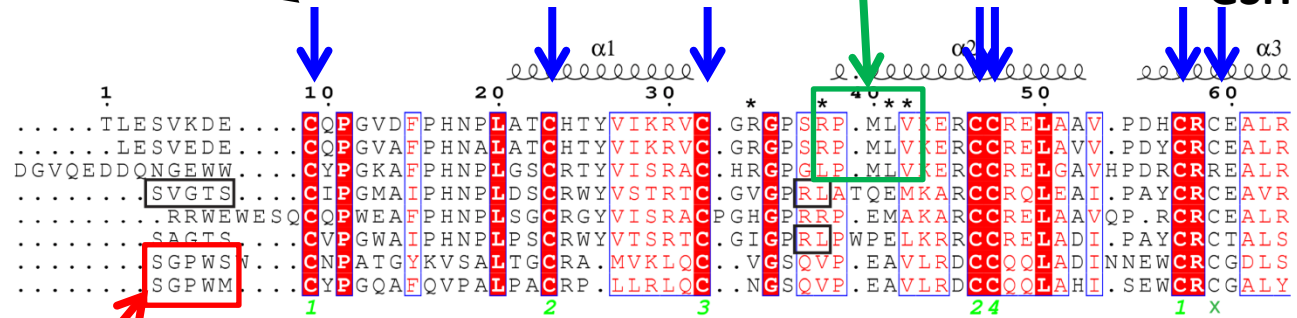 α1 α2 α3
1 10 20 30 40 50 60
* * * *
.....TLESVKDE....CQPGVDFPHNPLATCHTYVIKRVC.GRGPSRP.MLVKERCCRELAAV.PDHCRCEALR
......LESVEDE....CQPGVAFPHNALATCHTYVIKRVC.GRGPSRP.MLVKERCCRELAVV.PDYCRCEALR
DGVQEDDQNGEWW....CYPGKAFPHNPLGSCRTYVISRVC.HRGPGLP.MLVKERCCRELGAVHPDRCRREALR
........SVGTS....CIPGMAIPHNPLDSCRWYVSTRTC.GVGPRLATQEMKARCCRQLEAI.PAYCRCEAVR
.........RRWEWESQCQPWEAFPHNPLSGCRGYVISRACPGHGPRRP.EMAKARCCRELAAVQP.RCRCEALR
........SAGTS....CVPGWAIPHNPLPSCRWYVTSRTC.GIGPRLPWPELKRRCCRELADI.PAYCRCTALS
........SGPWSW...CNPATGYKVSALTGCRA.MVKLQC..VGSQVP.EAVLRDCCQQLADINNEWCRCGDLS
........SGPWM....CYPGQAFQVPALPACRP.LLRLQC..NGSQVP.EAVLRDCCQQLAHI.SEWCRCGALY
1 2 3 2 4 1 x